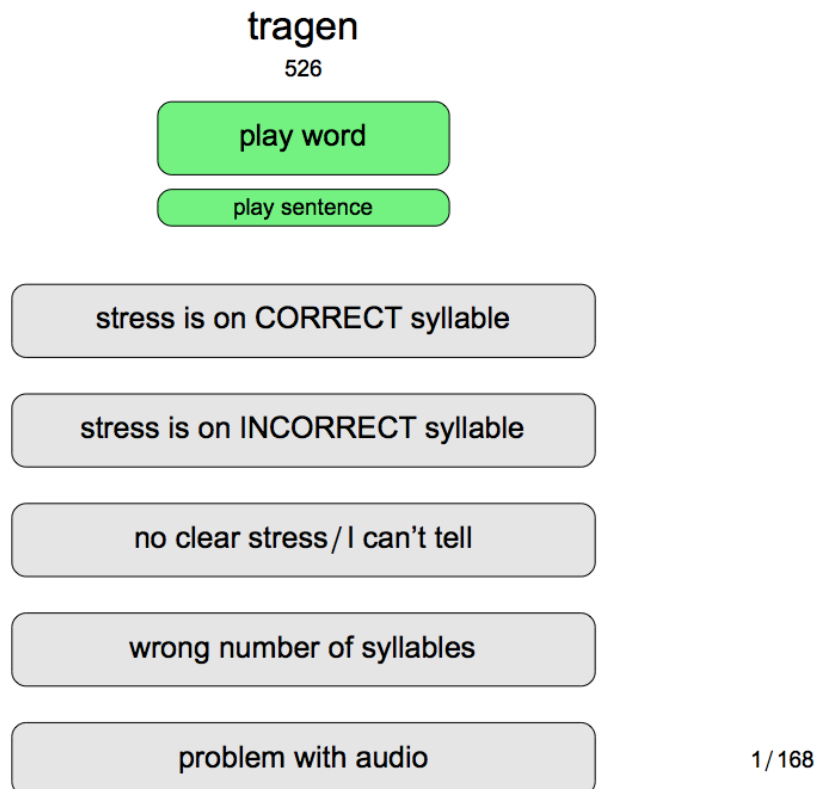 tragen
526
play word
play sentence
stress is on CORRECT syllable
stress is on INCORRECT syllable
no clear stress/I can't tell
wrong number of syllables
problem with audio
1/168